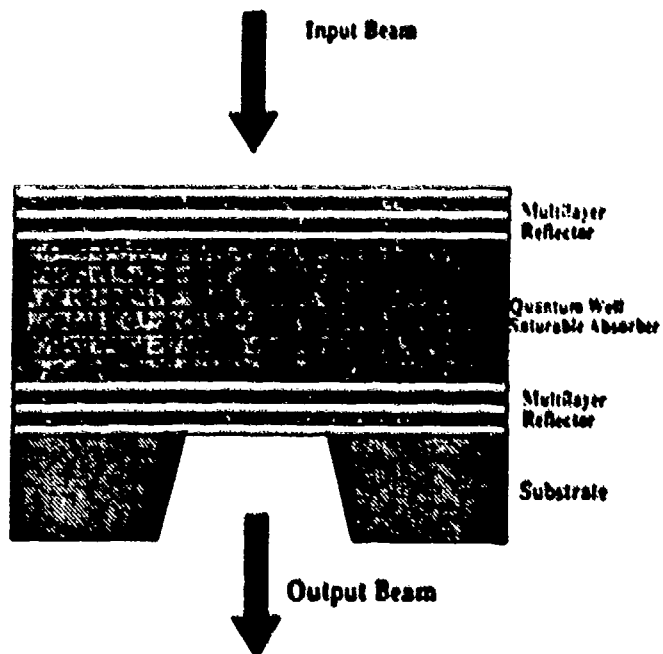 Input Beam
Multilayer
Reflector
Quantum Well
Saturable Absorber
Multilayer
Reflector
Substrate
Output Beam